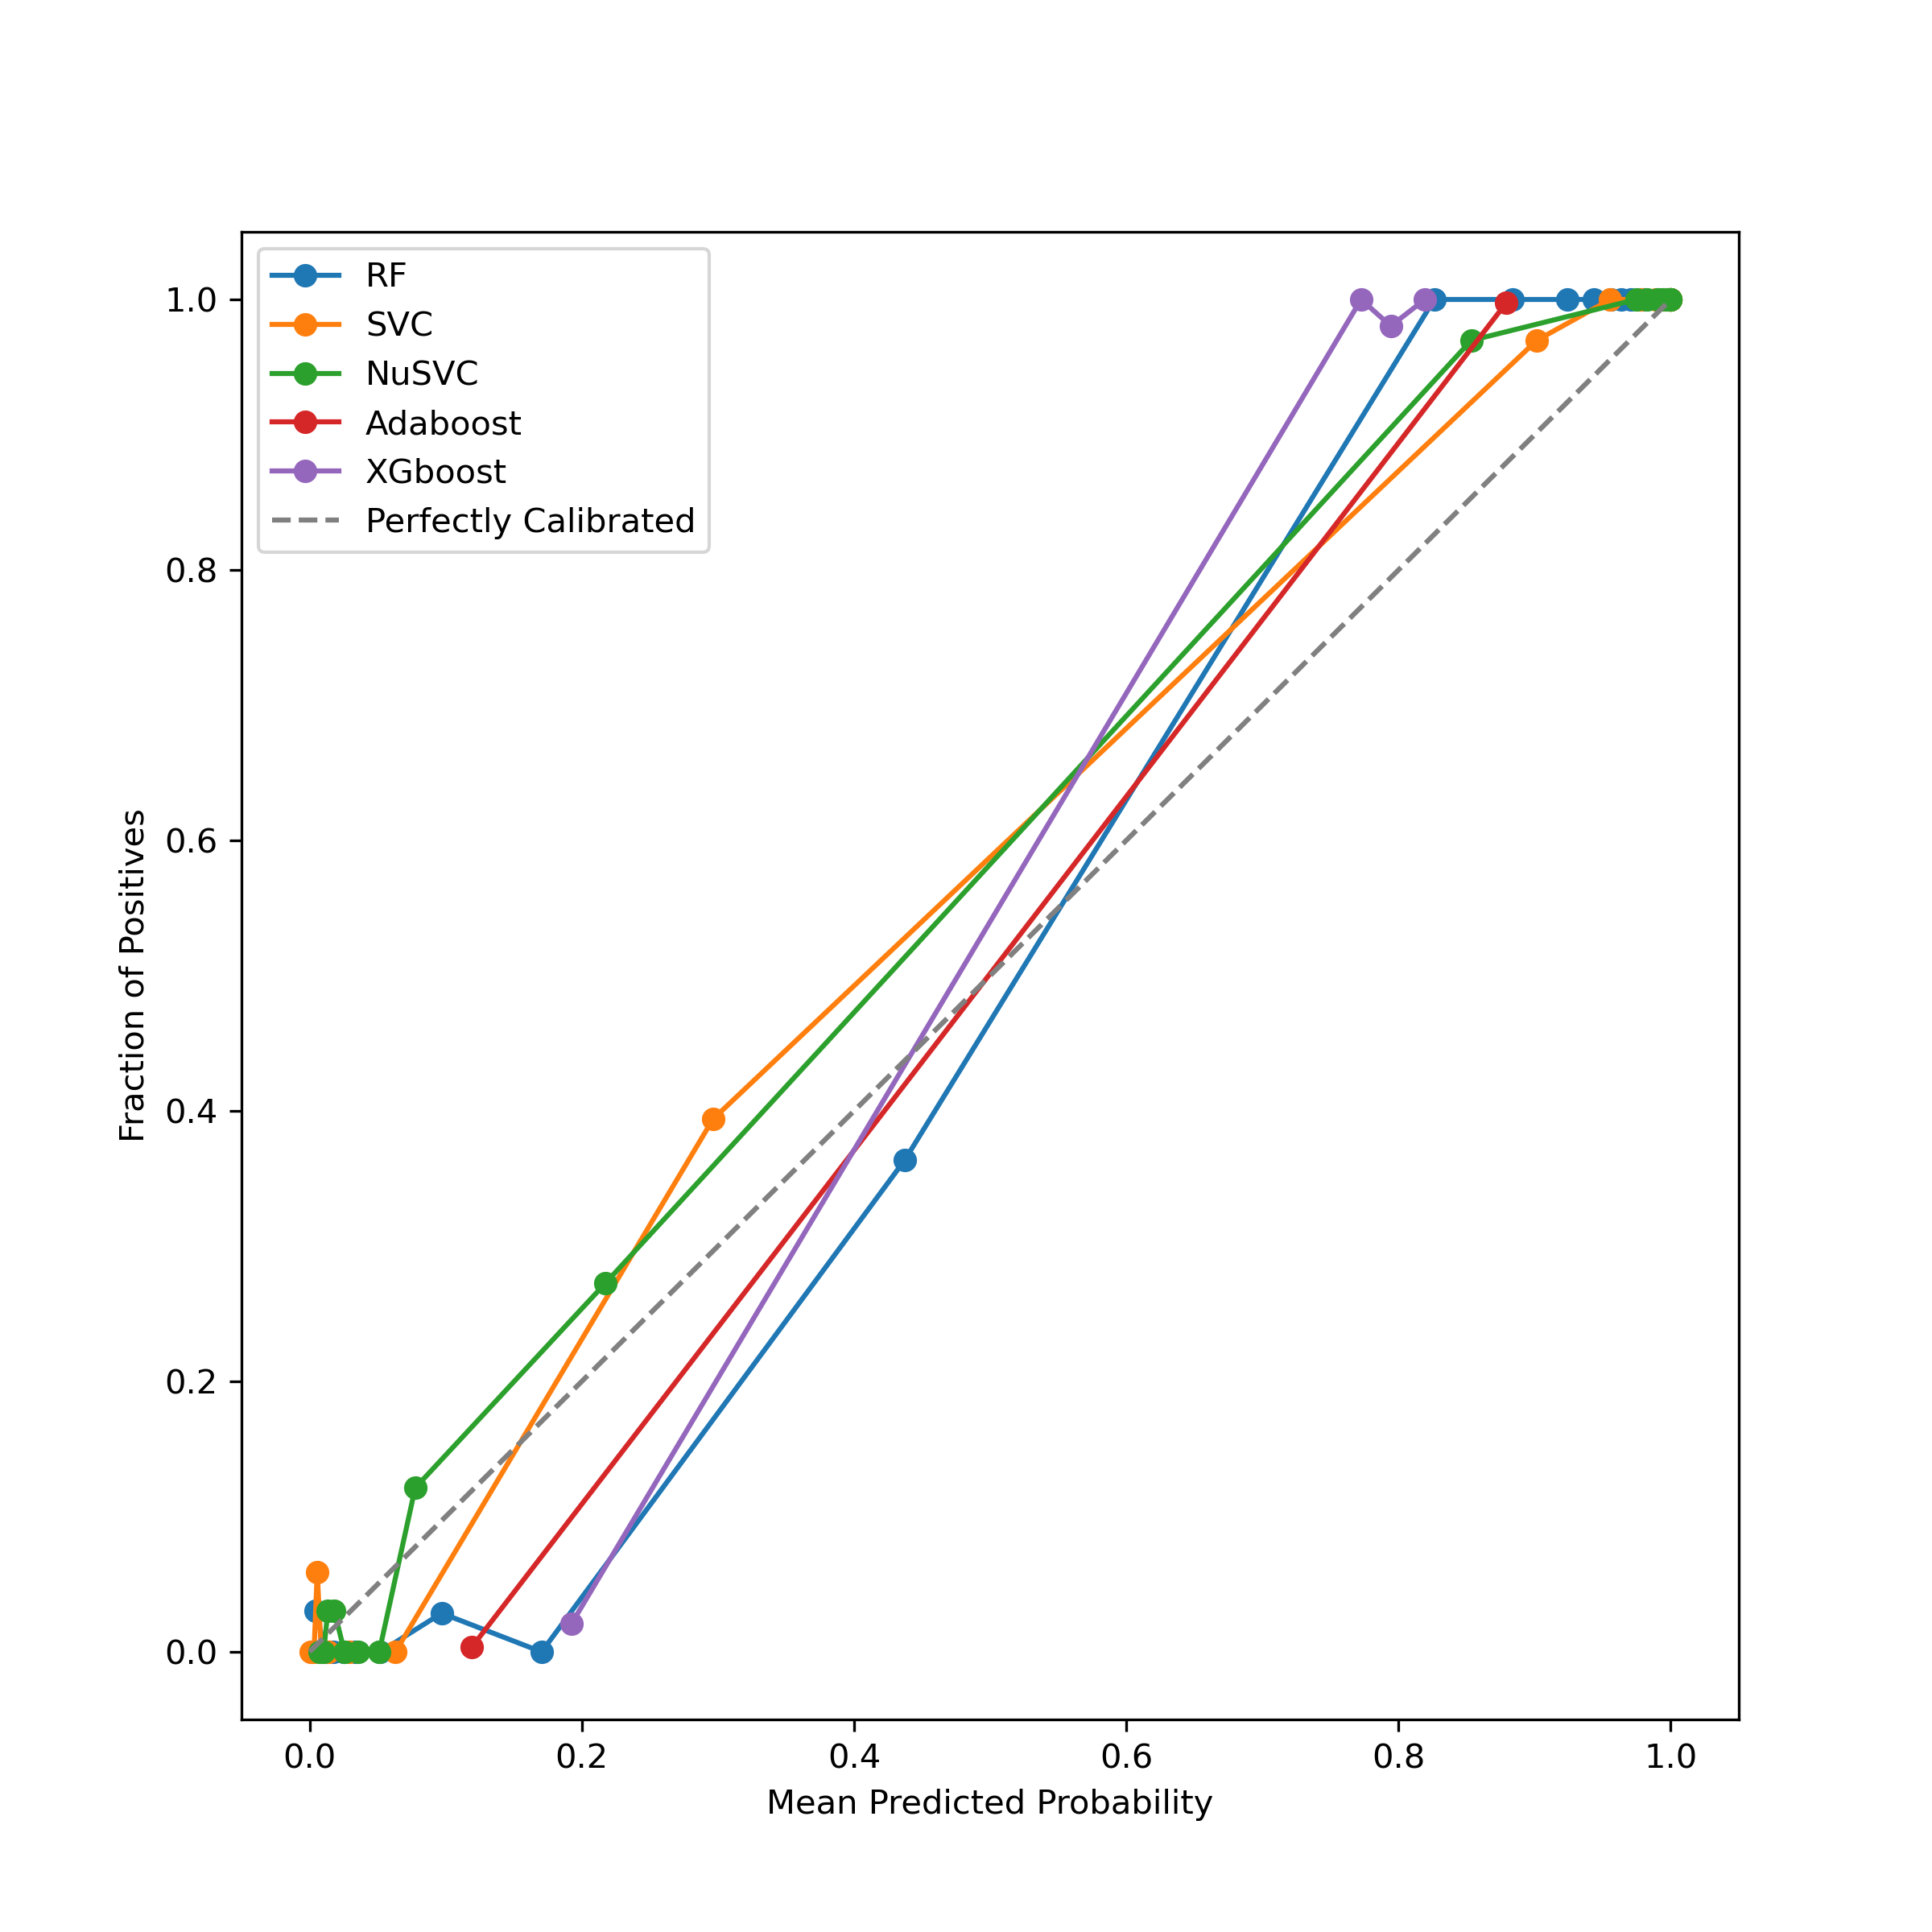 RF
SVC
NuSVC
Adaboost
XGboost
Perfectly Calibrated
1.0
0.8
0.6
0.4
0.2
0.0
Fraction of Positives
0.0 0.2 0.4 0.6 0.8 1.0
Mean Predicted Probability